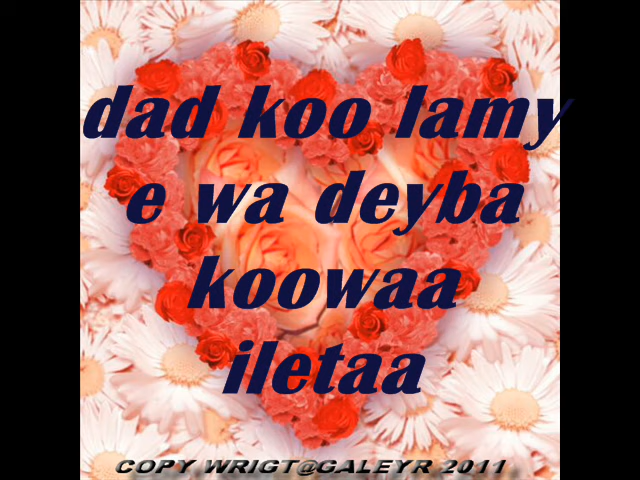 dad koo lamy
e wa deyba
koowaa
iletaa
COPY WRIGT@GALEYR 2011